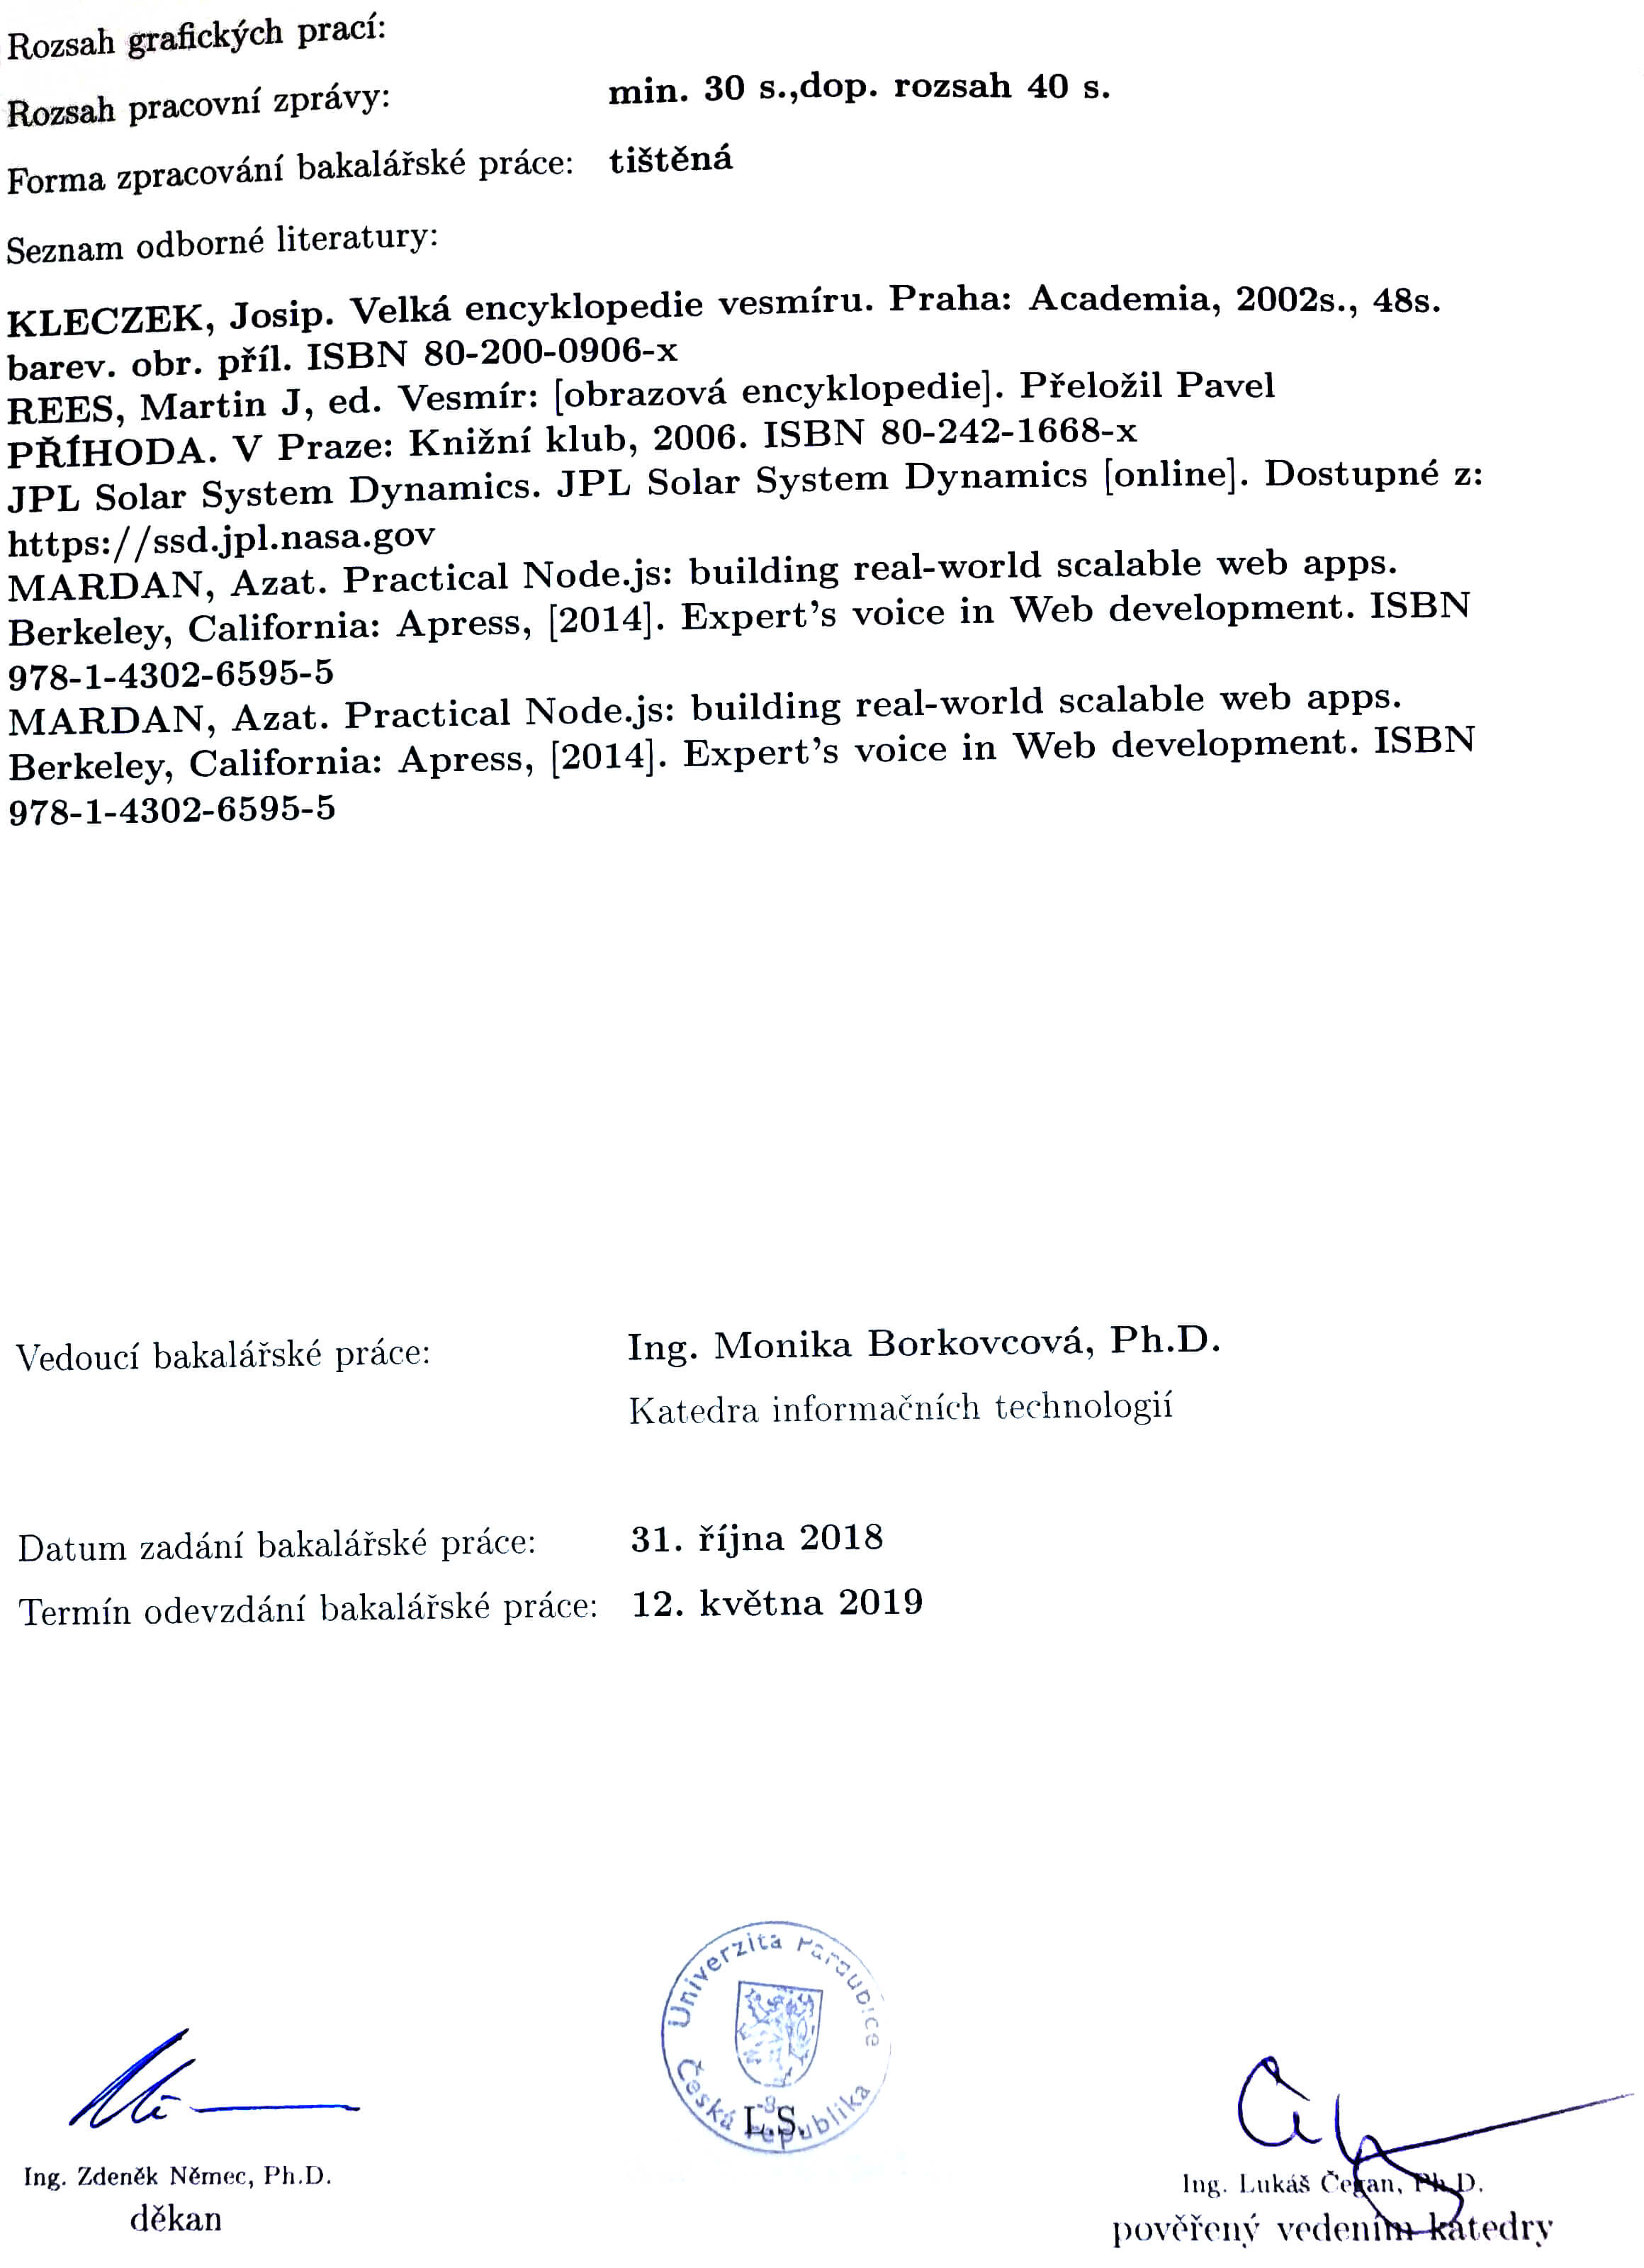 Rozsah grafických prací:
Rozsah pracovní zprávy: min. 30 s.,dop. rozsah 40 s.
Forma zpracování bakalářské práce: tištěná
Seznam odborné literatury:
KLECZEK, Josip. Velká encyklopedie vesmíru. Praha: Academia, 2002s., 48s.
barev. obr. příl. ISBN 80-200-0906-x
REES, Martin J, ed. Vesmír: [obrazová encyklopedie]. Přeložil Pavel
PŘÍHODA. V Praze: Knižní klub, 2006. ISBN 80-242-1668-x
JPL Solar System Dynamics. JPL Solar System Dynamics [online]. Dostupné z:
https://ssd.jpl.nasa.gov
MARDAN, Azat. Practical Node.js: building real-world scalable web apps.
Berkeley, California: Apress, [2014]. Expert's voice in Web development. ISBN
978-1-4302-6595-5
MARDAN, Azat. Practical Node.js: building real-world scalable web apps.
Berkeley, California: Apress, [2014]. Expert's voice in Web development. ISBN
978-1-4302-6595-5
Vedoucí bakalářské práce: Ing. Monika Borkovcová, Ph.D.
Katedra informačních technologií
Datum zadání bakalářské práce: 31. října 2018
Termín odevzdání bakalářské práce: 12. května 2019
Univerzita Pardubice
Česká republika
-3-
L.S.
Ing. Zdeněk Němec, Ph.D.
děkan
Ing. Lukáš Čegan, Ph.D.
pověřený vedením katedry